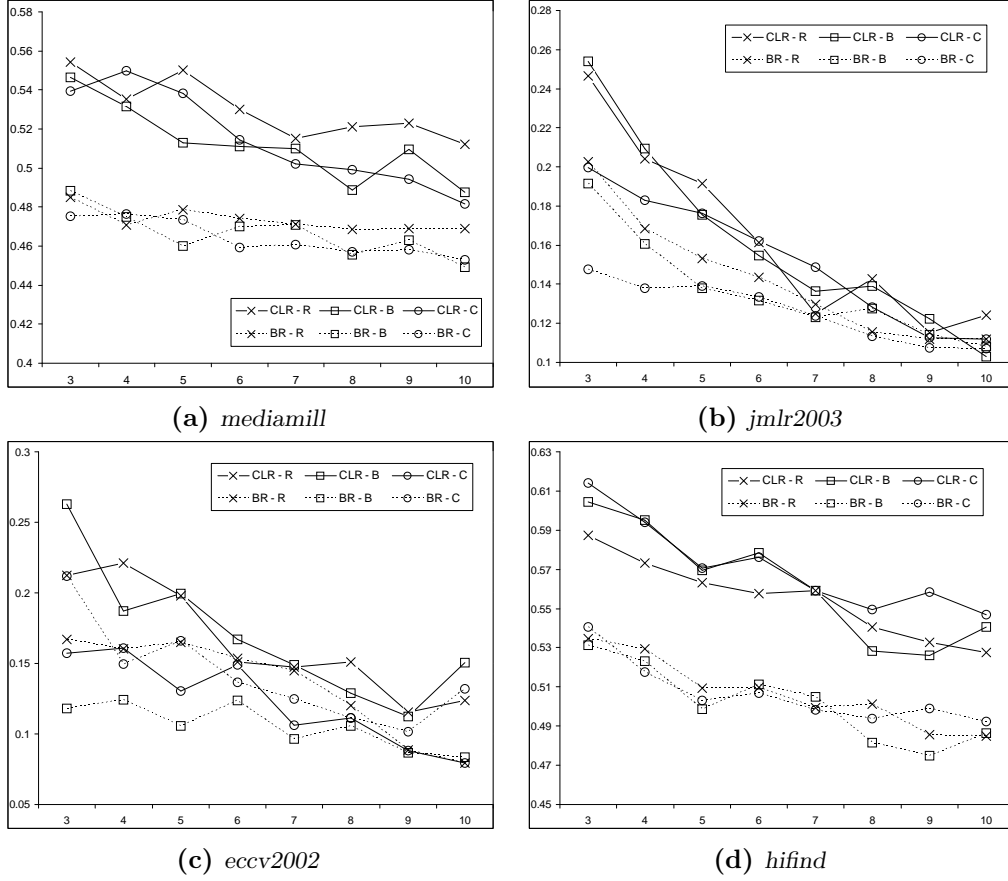 0.58
0.56
0.54
0.52
0.5
0.48
0.46
0.44
0.42
0.4
CLR - R CLR - B CLR - C
BR - R BR - B BR - C
3 4 5 6 7 8 9 10
(a) mediamill
0.28
0.26
0.24
0.22
0.2
0.18
0.16
0.14
0.12
0.1
CLR - R CLR - B CLR - C
BR - R BR - B BR - C
3 4 5 6 7 8 9 10
(b) jmlr2003
0.3
0.25
0.2
0.15
0.1
0.05
CLR - R CLR - B CLR - C
BR - R BR - B BR - C
3 4 5 6 7 8 9 10
(c) eccv2002
0.63
0.61
0.59
0.57
0.55
0.53
0.51
0.49
0.47
0.45
CLR - R CLR - B CLR - C
BR - R BR - B BR - C
3 4 5 6 7 8 9 10
(d) hifind